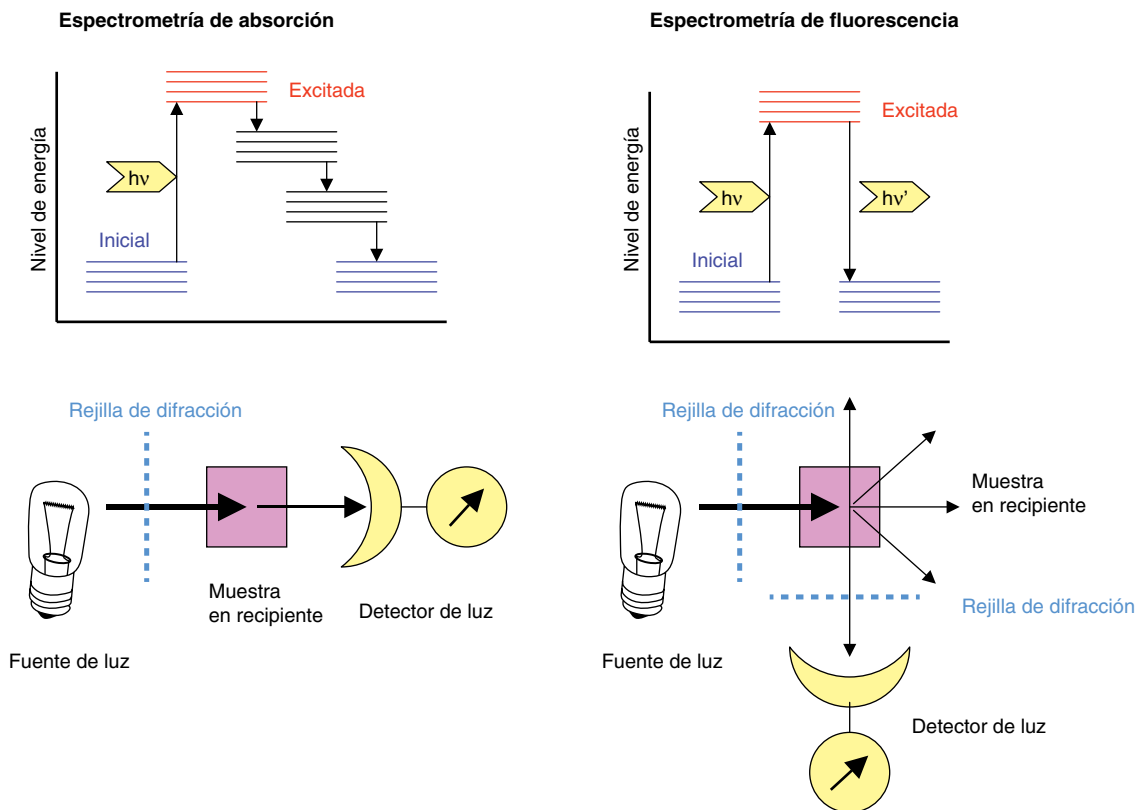 Espectrometría de absorción
Nivel de energía
Excitada
hν
Inicial
Rejilla de difracción
Muestra
en recipiente
Detector de luz
Fuente de luz
Espectrometría de fluorescencia
Nivel de energía
Excitada
hν
hν’
Inicial
Rejilla de difracción
Muestra
en recipiente
Rejilla de difracción
Fuente de luz
Detector de luz